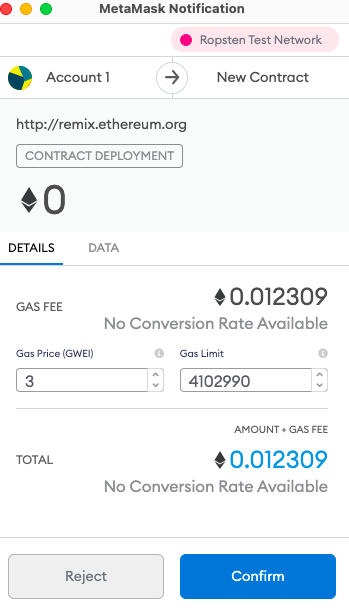 MetaMask Notification
Ropsten Test Network
Account 1
New Contract
http://remix.ethereum.org
CONTRACT DEPLOYMENT
0
DETAILS
DATA
GAS FEE
0.012309
No Conversion Rate Available
Gas Price (GWEI)
Gas Limit
3
4102990
AMOUNT + GAS FEE
TOTAL
0.012309
No Conversion Rate Available
Reject
Confirm